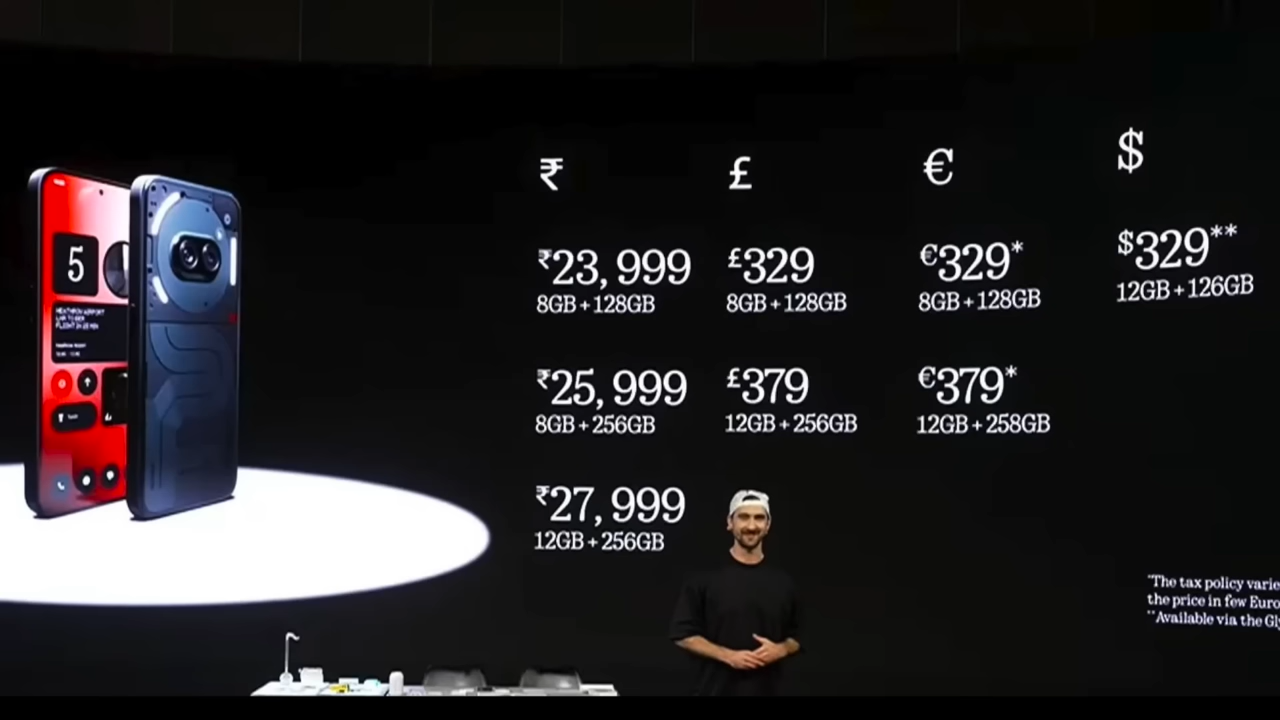 ₹
£
€
$
₹23,999
8GB + 128GB
£329
8GB + 128GB
€329*
8GB + 128GB
$329**
12GB + 126GB
₹25,999
8GB + 256GB
£379
12GB + 256GB
€379*
12GB + 258GB
₹27,999
12GB + 256GB
5
*The tax policy varie
the price in few Euro
**Available via the Gl